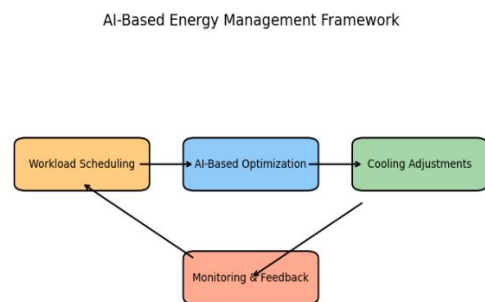 AI-Based Energy Management Framework
Workload Scheduling
AI-Based Optimization
Cooling Adjustments
Monitoring & Feedback